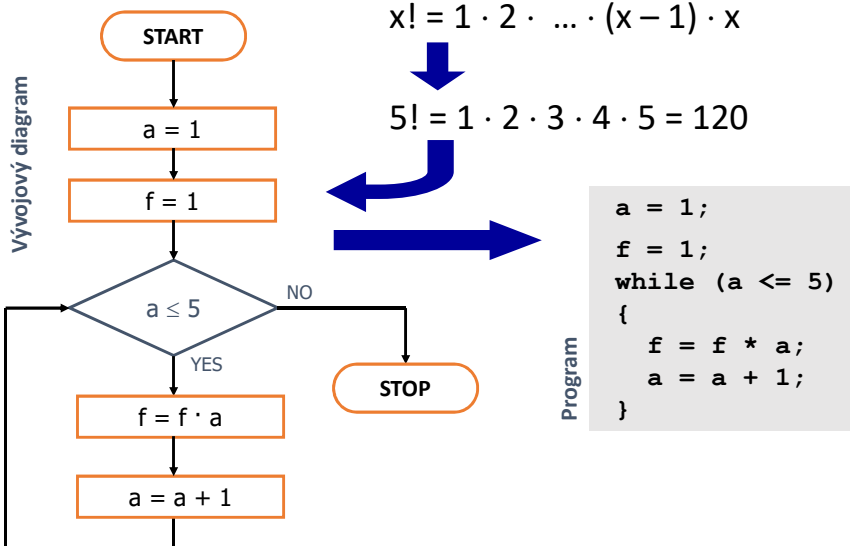 START
x! = 1 · 2 · … · (x – 1) · x
Vývojový diagram
a = 1
5! = 1 · 2 · 3 · 4 · 5 = 120
f = 1
a ≤ 5
NO
YES
STOP
f = f · a
a = a + 1
Program
a = 1;
f = 1;
while (a <= 5)
{
f = f * a;
a = a + 1;
}